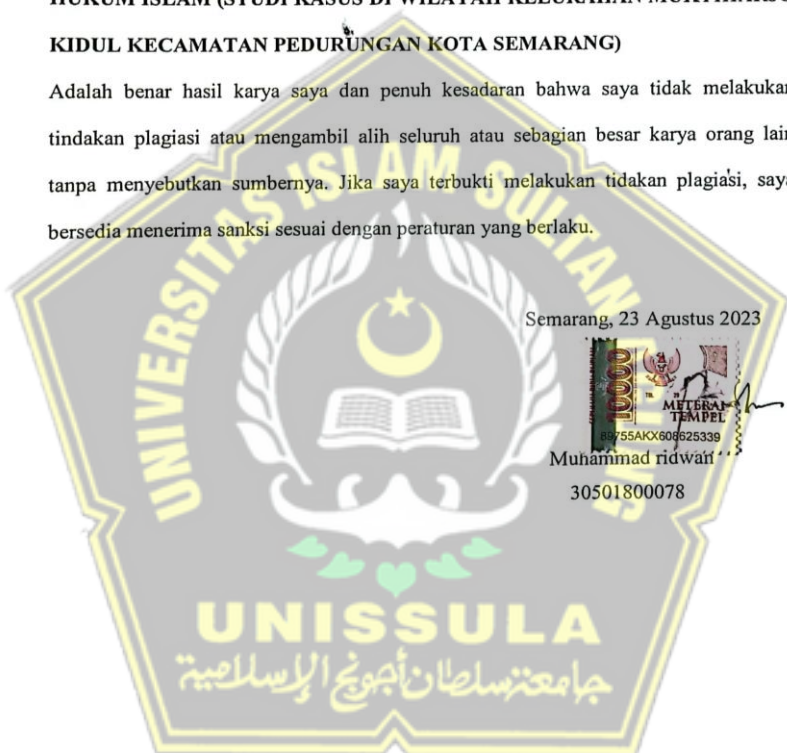 KIDUL KECAMATAN PEDURUNGAN KOTA SEMARANG)
Adalah benar hasil karya saya dan penuh kesadaran bahwa saya tidak melakukan
tindakan plagiasi atau mengambil alih seluruh atau sebagian besar karya orang lain
tanpa menyebutkan sumbernya. Jika saya terbukti melakukan tidakan plagiasi, saya
bersedia menerima sanksi sesuai dengan peraturan yang berlaku.
UNIVERSITAS ISLAM SULTAN AGUNG
Semarang, 23 Agustus 2023
10000
METERAI
TEMPEL
89755AKX608625339
Muhammad ridwan
30501800078
UNISSULA
جامعة سلطان أجونج الإسلامية